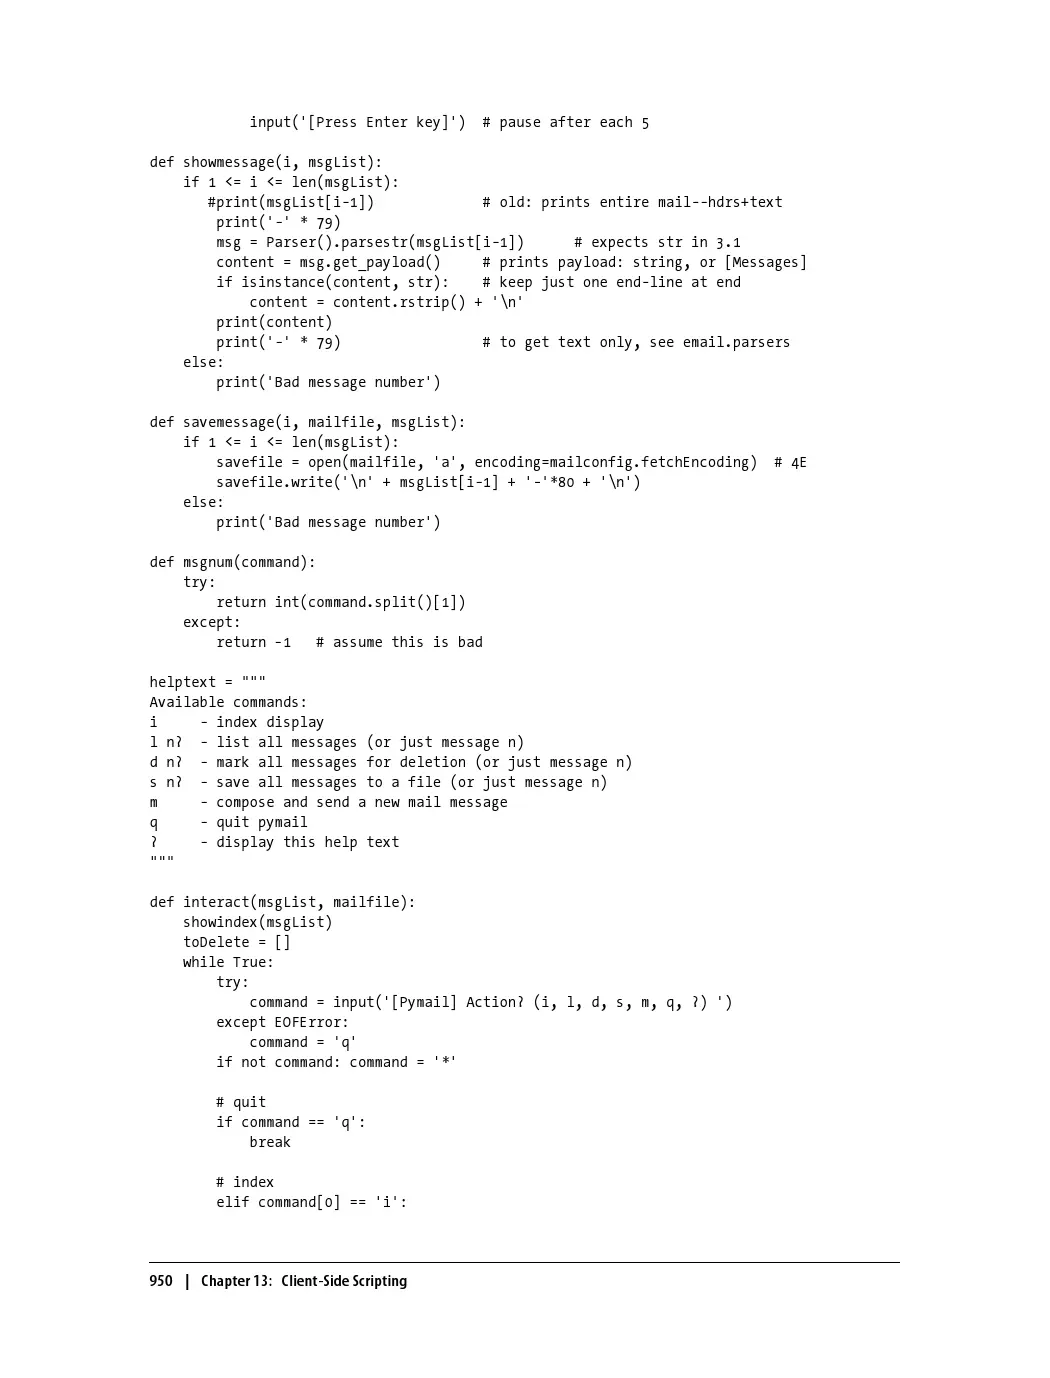 input('[Press Enter key]')  # pause after each 5

def showmessage(i, msgList):
    if 1 <= i <= len(msgList):
       #print(msgList[i-1])             # old: prints entire mail--hdrs+text
        print('-' * 79)
        msg = Parser().parsestr(msgList[i-1])      # expects str in 3.1
        content = msg.get_payload()     # prints payload: string, or [Messages]
        if isinstance(content, str):    # keep just one end-line at end
            content = content.rstrip() + '\n'
        print(content)
        print('-' * 79)                 # to get text only, see email.parsers
    else:
        print('Bad message number')

def savemessage(i, mailfile, msgList):
    if 1 <= i <= len(msgList):
        savefile = open(mailfile, 'a', encoding=mailconfig.fetchEncoding)  # 4E
        savefile.write('\n' + msgList[i-1] + '-'*80 + '\n')
    else:
        print('Bad message number')

def msgnum(command):
    try:
        return int(command.split()[1])
    except:
        return -1   # assume this is bad

helptext = """
Available commands:
i     - index display
l n?  - list all messages (or just message n)
d n?  - mark all messages for deletion (or just message n)
s n?  - save all messages to a file (or just message n)
m     - compose and send a new mail message
q     - quit pymail
?     - display this help text
"""

def interact(msgList, mailfile):
    showindex(msgList)
    toDelete = []
    while True:
        try:
            command = input('[Pymail] Action? (i, l, d, s, m, q, ?) ')
        except EOFError:
            command = 'q'
        if not command: command = '*'

        # quit
        if command == 'q':
            break

        # index
        elif command[0] == 'i':

950 | Chapter 13: Client-Side Scripting